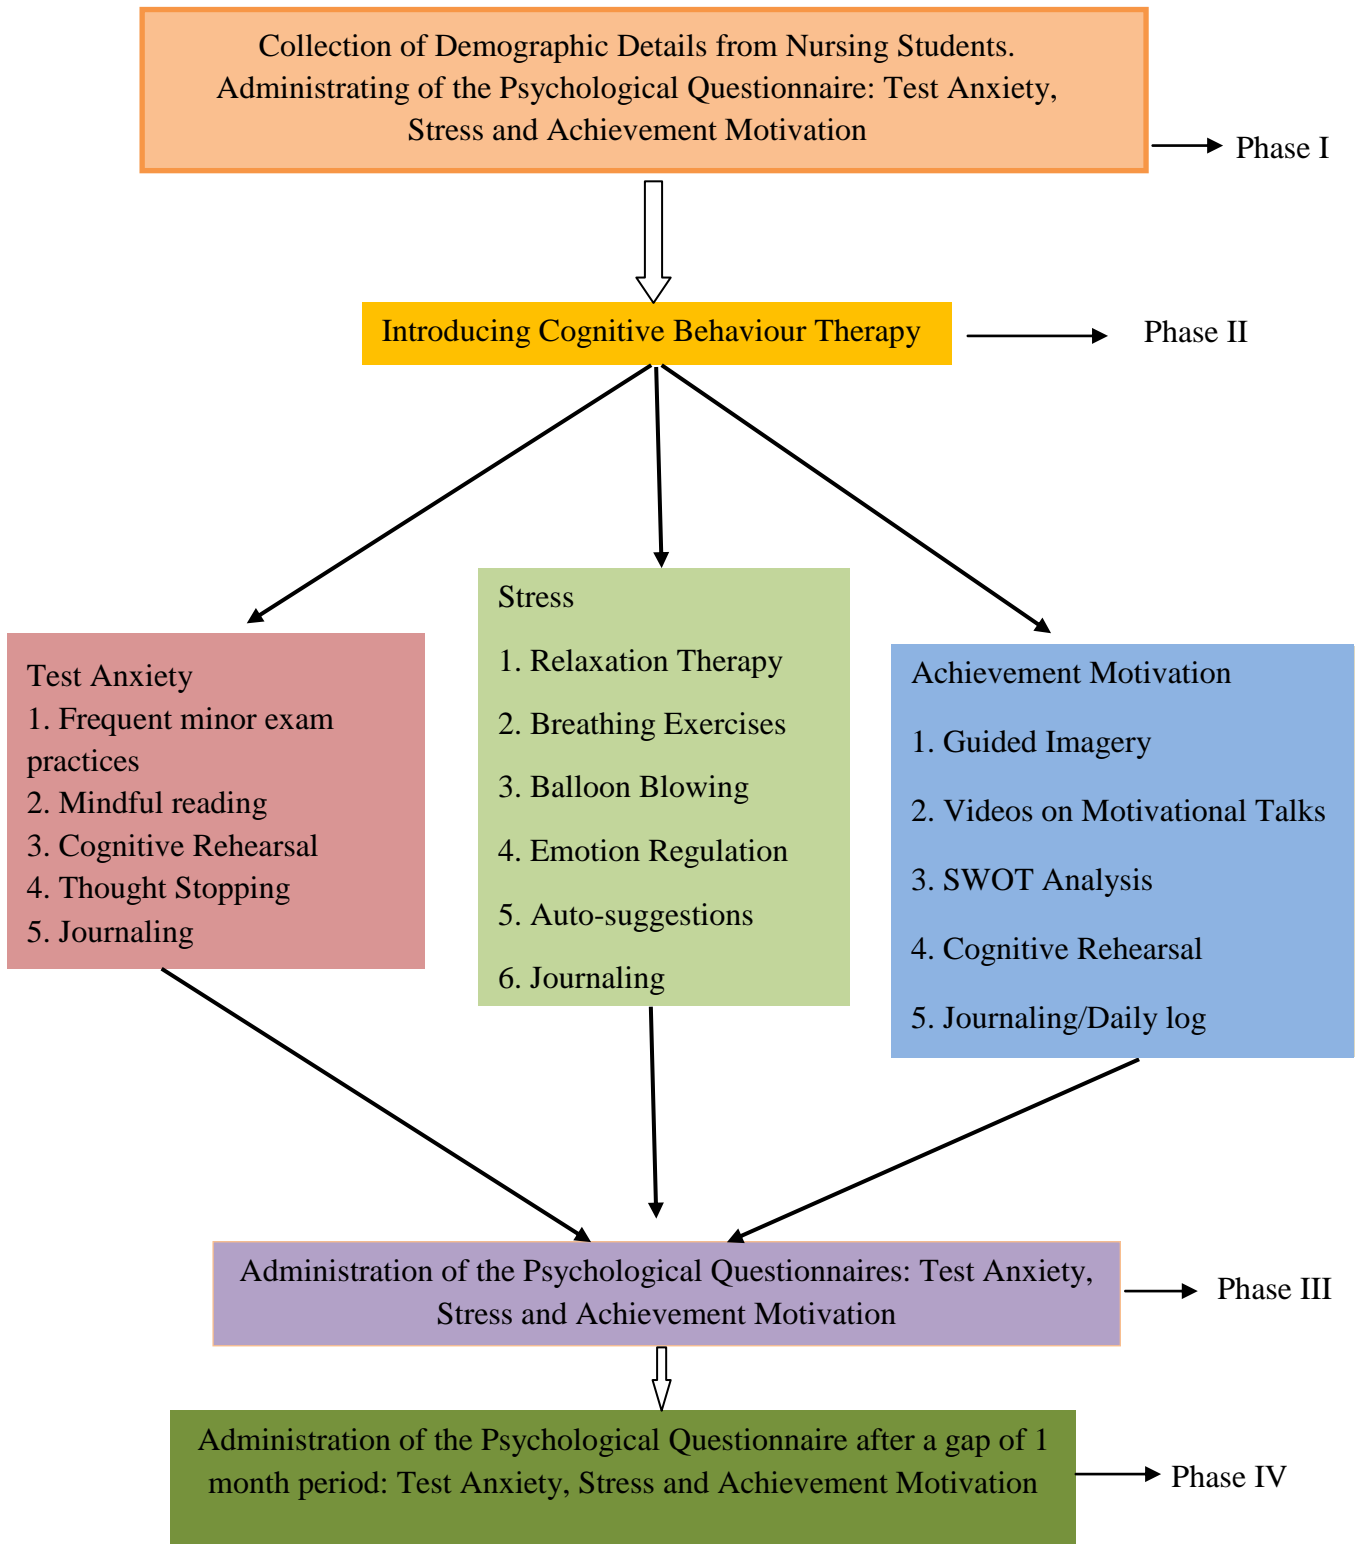 Collection of Demographic Details from Nursing Students.
Administrating of the Psychological Questionnaire: Test Anxiety,
Stress and Achievement Motivation
Phase I
Introducing Cognitive Behaviour Therapy
Phase II
Test Anxiety
1. Frequent minor exam
practices
2. Mindful reading
3. Cognitive Rehearsal
4. Thought Stopping
5. Journaling
Stress
1. Relaxation Therapy
2. Breathing Exercises
3. Balloon Blowing
4. Emotion Regulation
5. Auto-suggestions
6. Journaling
Achievement Motivation
1. Guided Imagery
2. Videos on Motivational Talks
3. SWOT Analysis
4. Cognitive Rehearsal
5. Journaling/Daily log
Administration of the Psychological Questionnaires: Test Anxiety,
Stress and Achievement Motivation
Phase III
Administration of the Psychological Questionnaire after a gap of 1
month period: Test Anxiety, Stress and Achievement Motivation
Phase IV